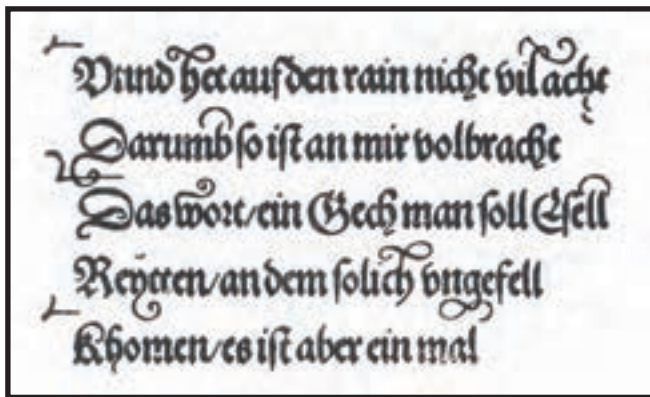 Vnnd het auf den rain nicht vil acht
Darumb so ist an mir volbracht
Das wort / ein Gech man soll Esell
Reyten / an dem solich vngefell
Khomen / es ist aber ein mal